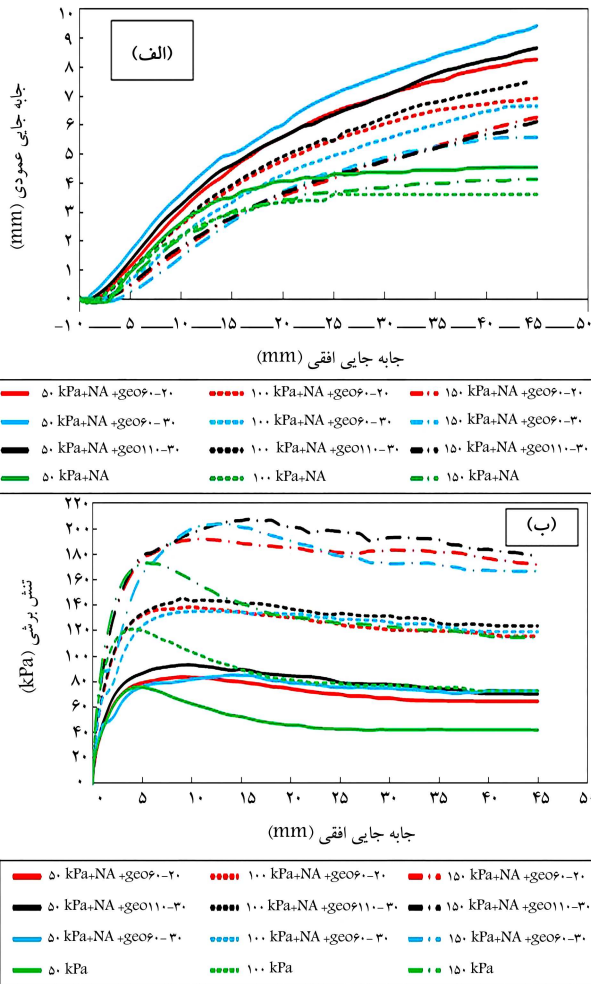 (الف)
جابه جایی عمودی (mm)
۱۰
۹
۸
۷
۶
۵
۴
۳
۲
۱
۰
-۱ ۰ ۵ ۱۰ ۱۵ ۲۰ ۲۵ ۳۰ ۳۵ ۴۰ ۴۵ ۵۰
جابه جایی افقی (mm)
۵۰ kPa+NA +geo۶۰-۲۰ ۱۰۰ kPa+NA +geo۶۰-۲۰ ۱۵۰ kPa+NA +geo۶۰-۲۰
۵۰ kPa+NA +geo۶۰-۳۰ ۱۰۰ kPa+NA +geo۶۰-۳۰ ۱۵۰ kPa+NA +geo۶۰-۳۰
۵۰ kPa+NA +geo۱۱۰-۳۰ ۱۰۰ kPa+NA +geo۱۱۰-۳۰ ۱۵۰ kPa+NA +geo۱۱۰-۳۰
۵۰ kPa+NA ۱۰۰ kPa+NA ۱۵۰ kPa+NA
(ب)
تنش برشی (kPa)
۲۲۰
۲۰۰
۱۸۰
۱۶۰
۱۴۰
۱۲۰
۱۰۰
۸۰
۶۰
۴۰
۲۰
۰
۰ ۵ ۱۰ ۱۵ ۲۰ ۲۵ ۳۰ ۳۵ ۴۰ ۴۵ ۵۰
جابه جایی افقی (mm)
۵۰ kPa+NA +geo۶۰-۲۰ ۱۰۰ kPa+NA +geo۶۰-۲۰ ۱۵۰ kPa+NA +geo۶۰-۲۰
۵۰ kPa+NA +geo۱۱۰-۳۰ ۱۰۰ kPa+NA +geo۶۱۱۰-۳۰ ۱۵۰ kPa+NA +geo۱۱۰-۳۰
۵۰ kPa+NA +geo۶۰-۳۰ ۱۰۰ kPa+NA +geo۶۰-۳۰ ۱۵۰ kPa+NA +geo۶۰-۳۰
۵۰ kPa ۱۰۰ kPa ۱۵۰ kPa